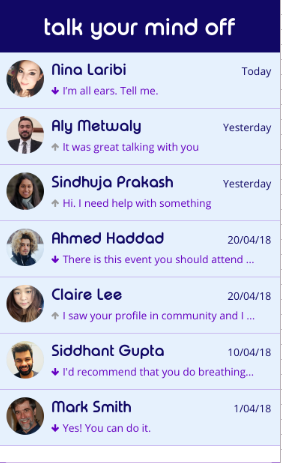 talk your mind off
Nina Laribi
Today
I'm all ears. Tell me.
Aly Metwaly
Yesterday
It was great talking with you
Sindhuja Prakash
Yesterday
Hi. I need help with something
Ahmed Haddad
20/04/18
There is this event you should attend ...
Claire Lee
20/04/18
I saw your profile in community and I ...
Siddhant Gupta
10/04/18
I'd recommend that you do breathing...
Mark Smith
1/04/18
Yes! You can do it.